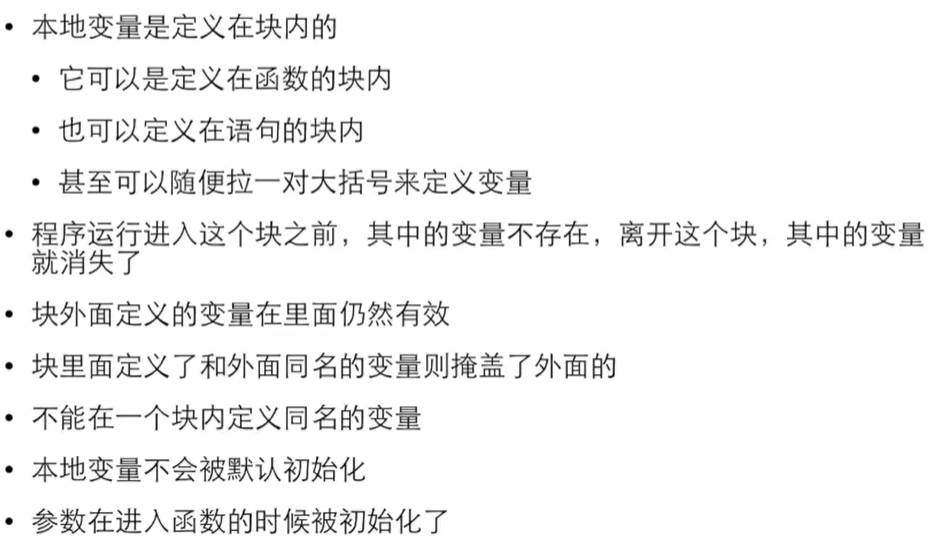 • 本地变量是定义在块内的
• 它可以是定义在函数的块内
• 也可以定义在语句的块内
• 甚至可以随便拉一对大括号来定义变量
• 程序运行进入这个块之前，其中的变量不存在，离开这个块，其中的变量
就消失了
• 块外面定义的变量在里面仍然有效
• 块里面定义了和外面同名的变量则掩盖了外面的
• 不能在一个块内定义同名的变量
• 本地变量不会被默认初始化
• 参数在进入函数的时候被初始化了